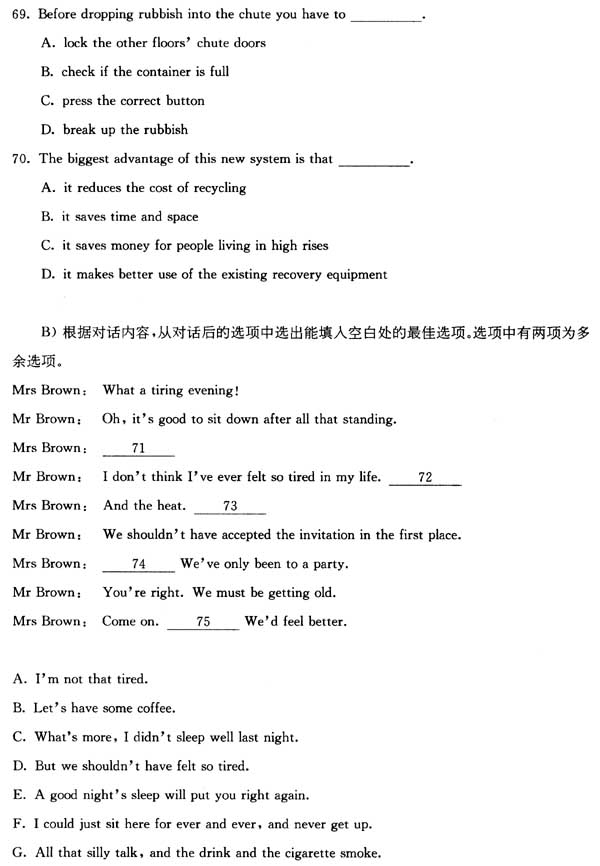 69. Before dropping rubbish into the chute you have to ___________.
A. lock the other floors' chute doors
B. check if the container is full
C. press the correct button
D. break up the rubbish
70. The biggest advantage of this new system is that ___________.
A. it reduces the cost of recycling
B. it saves time and space
C. it saves money for people living in high rises
D. it makes better use of the existing recovery equipment
B) 根据对话内容,从对话后的选项中选出能填入空白处的最佳选项。选项中有两项为多
余选项。
Mrs Brown: What a tiring evening!
Mr Brown: Oh, it's good to sit down after all that standing.
Mrs Brown: ____71____
Mr Brown: I don't think I've ever felt so tired in my life. ____72____
Mrs Brown: And the heat. ____73____
Mr Brown: We shouldn't have accepted the invitation in the first place.
Mrs Brown: ____74____ We've only been to a party.
Mr Brown: You're right. We must be getting old.
Mrs Brown: Come on. ____75____ We'd feel better.
A. I'm not that tired.
B. Let's have some coffee.
C. What's more, I didn't sleep well last night.
D. But we shouldn't have felt so tired.
E. A good night's sleep will put you right again.
F. I could just sit here for ever and ever, and never get up.
G. All that silly talk, and the drink and the cigarette smoke.